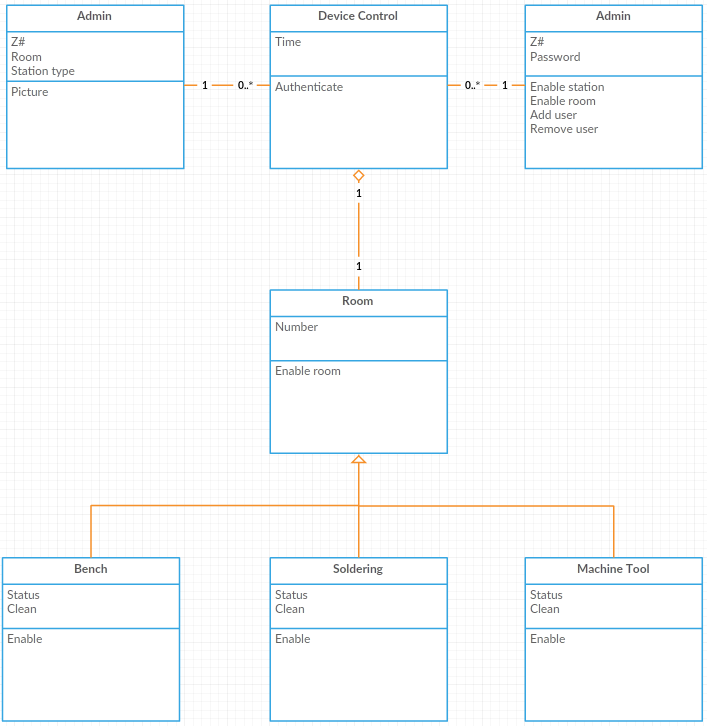 Admin
Z#
Room
Station type
Picture
1
0..*
Device Control
Time
Authenticate
0..*
1
Admin
Z#
Password
Enable station
Enable room
Add user
Remove user
1
1
Room
Number
Enable room
Bench
Status
Clean
Enable
Soldering
Status
Clean
Enable
Machine Tool
Status
Clean
Enable